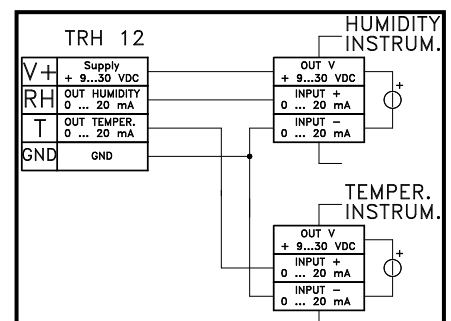 HUMIDITY
INSTRUM.
TRH 12
V+ Supply
+ 9...30 VDC
RH OUT HUMIDITY
0 ... 20 mA
T OUT TEMPER.
0 ... 20 mA
GND GND
OUT V
+ 9...30 VDC
INPUT +
0 ... 20 mA
INPUT -
0 ... 20 mA
+
TEMPER.
INSTRUM.
OUT V
+ 9...30 VDC
INPUT +
0 ... 20 mA
INPUT -
0 ... 20 mA
+